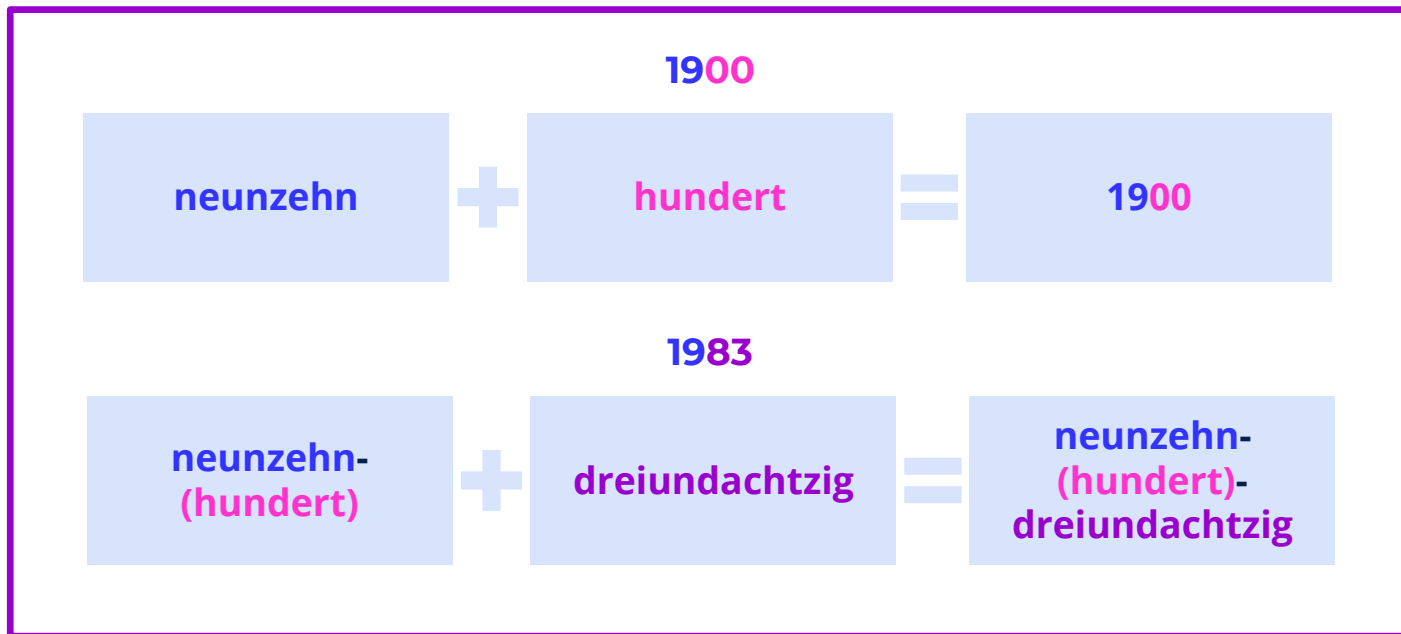 1900
neunzehn + hundert = 1900
1983
neunzehn-
(hundert) + dreiundachtzig = neunzehn-
(hundert)-
dreiundachtzig